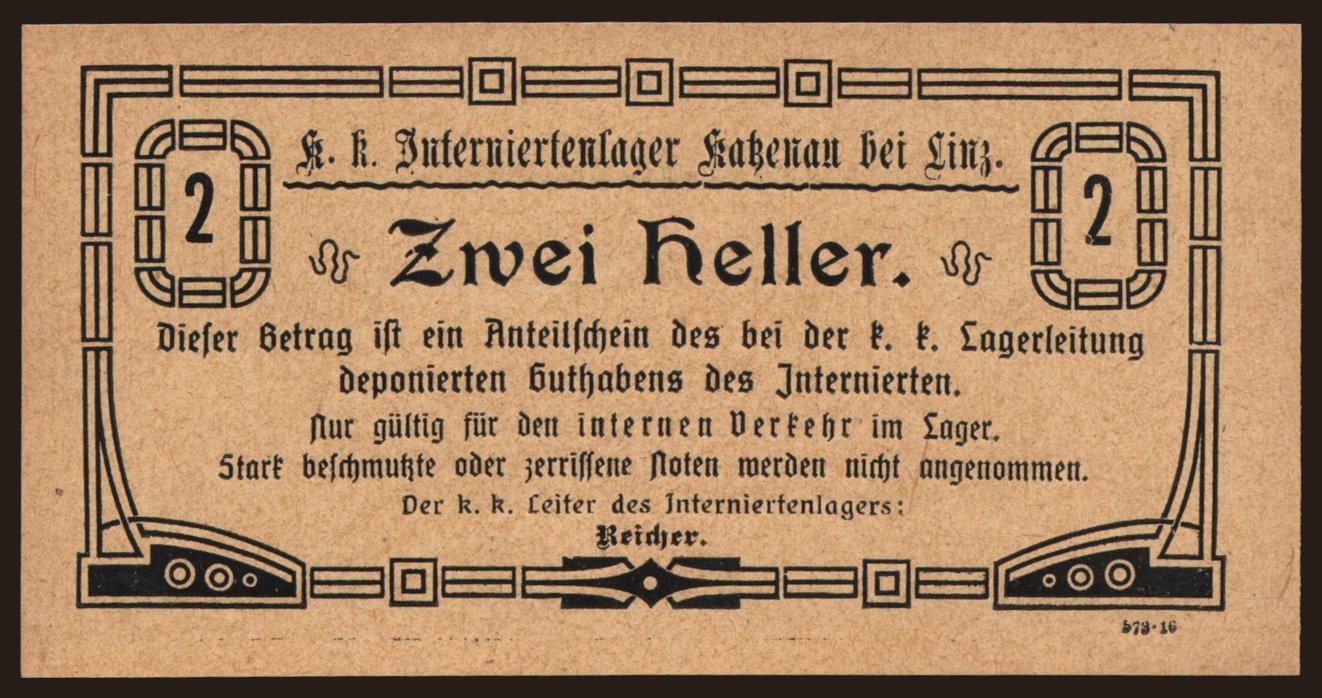 K. k. Interniertenlager Katzenau bei Linz.
2
2
Zwei Heller.
Dieser Betrag ist ein Anteilschein des bei der k. k. Lagerleitung
deponierten Guthabens des Internierten.
Nur gültig für den internen Verkehr im Lager.
Stark beschmutzte oder zerrissene Noten werden nicht angenommen.
Der k. k. Leiter des Interniertenlagers:
Reicher.
573-16